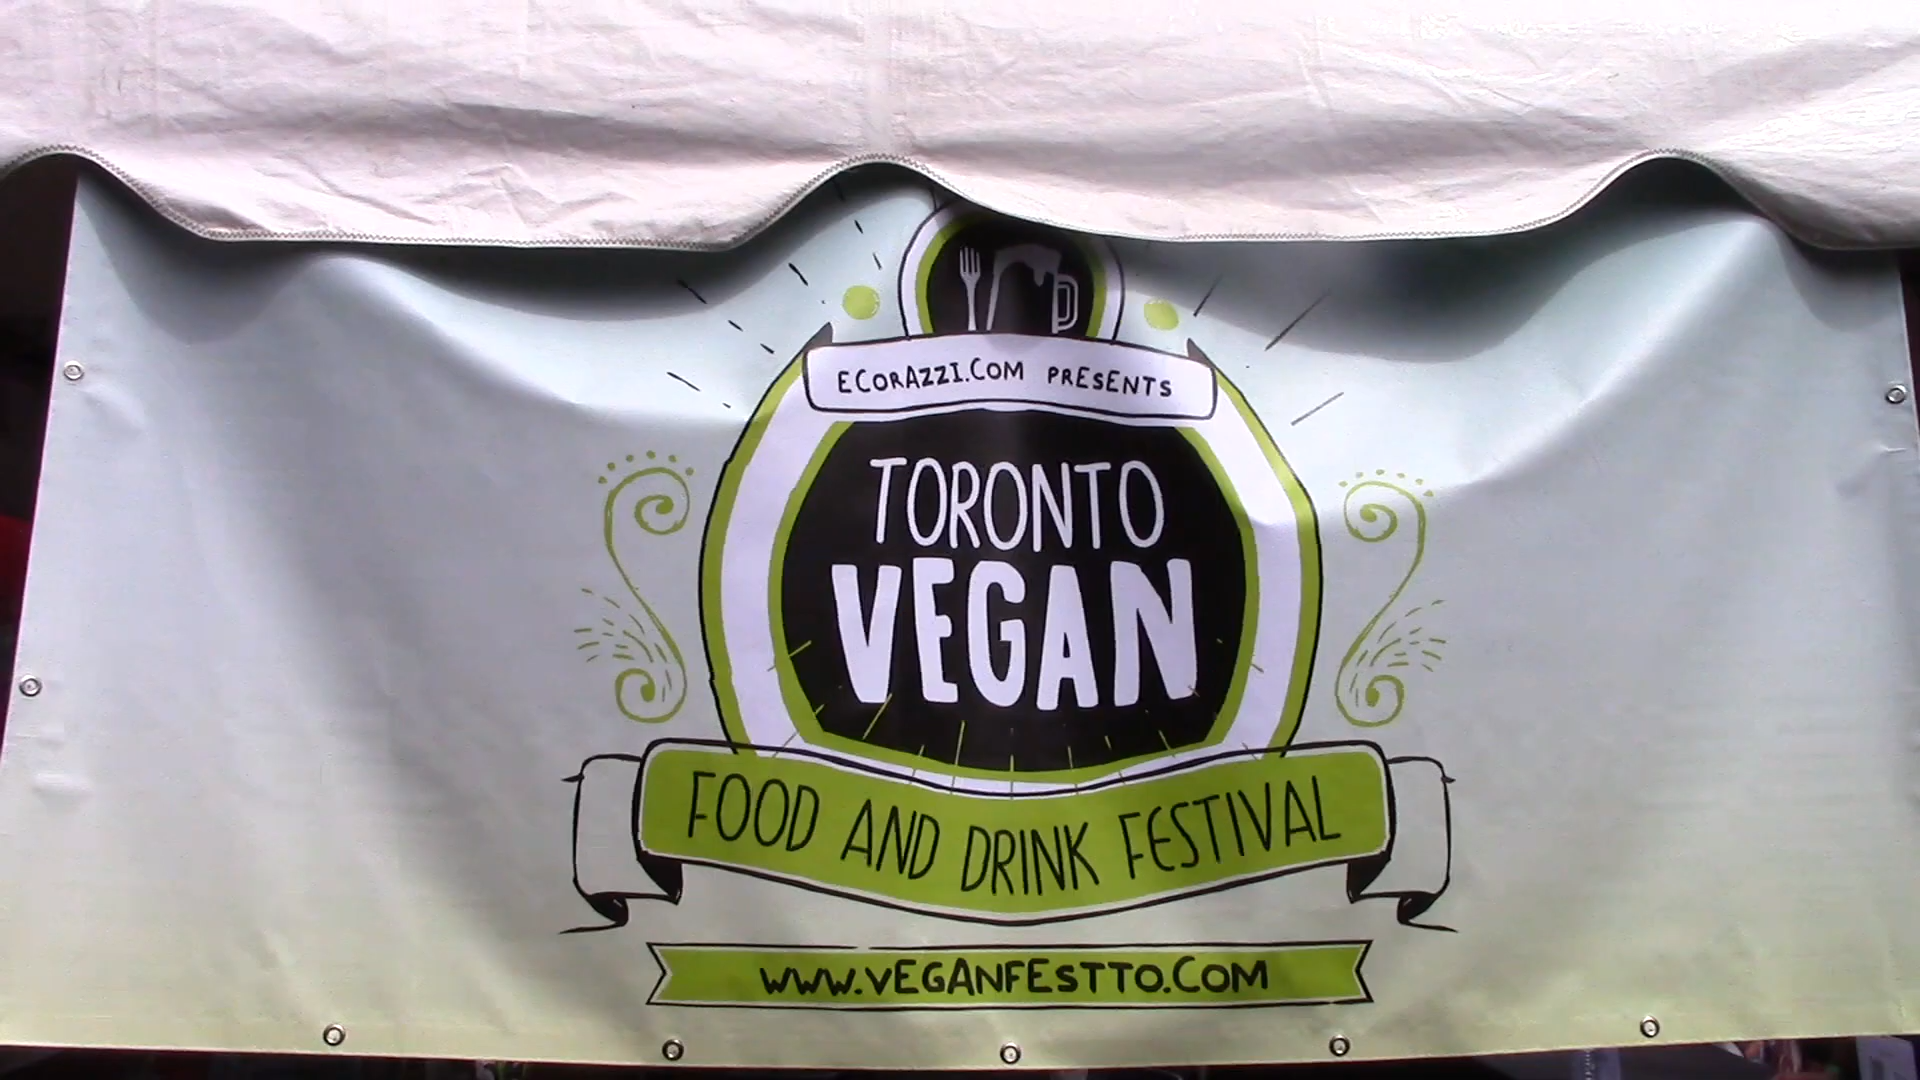 ECORAZZI.COM PRESENTS
TORONTO
VEGAN
FOOD AND DRINK FESTIVAL
WWW.VEGANFESTTO.COM